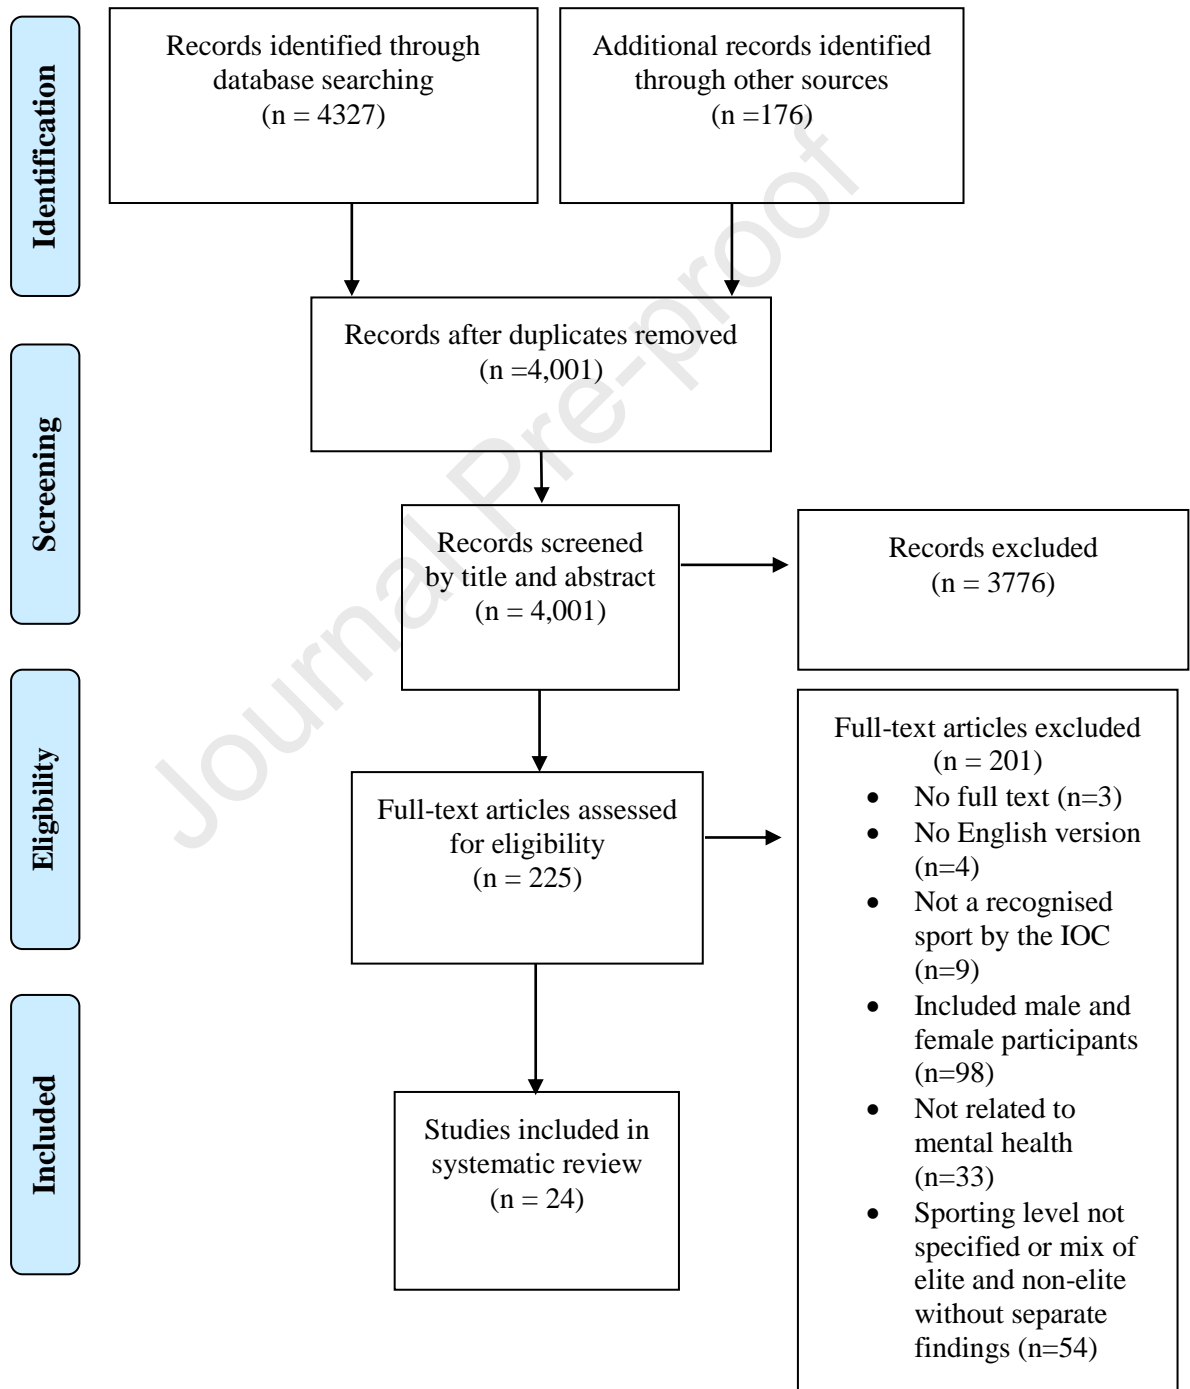 Identification
Records identified through
database searching
(n = 4327)
Additional records identified
through other sources
(n =176)
Records after duplicates removed
(n =4,001)
Screening
Records screened
by title and abstract
(n = 4,001)
Records excluded
(n = 3776)
Eligibility
Full-text articles assessed
for eligibility
(n = 225)
Full-text articles excluded
(n = 201)
• No full text (n=3)
• No English version
(n=4)
• Not a recognised
sport by the IOC
(n=9)
• Included male and
female participants
(n=98)
• Not related to
mental health
(n=33)
• Sporting level not
specified or mix of
elite and non-elite
without separate
findings (n=54)
Included
Studies included in
systematic review
(n = 24)
Journal Pre-proof